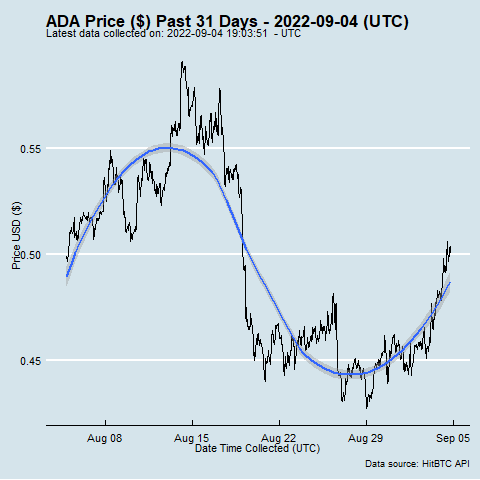 ADA Price ($) Past 31 Days - 2022-09-04 (UTC)
Latest data collected on: 2022-09-04 19:03:51  - UTC
0.55
0.50
0.45
Price USD ($)
Aug 08 Aug 15 Aug 22 Aug 29 Sep 05
Date Time Collected (UTC)
Data source: HitBTC API